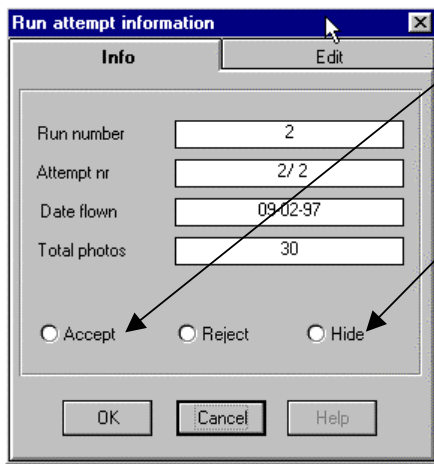 Run attempt information
Info Edit
Run number 2
Attempt nr 2/ 2
Date flown 09-02-97
Total photos 30
Accept Reject Hide
OK Cancel Help